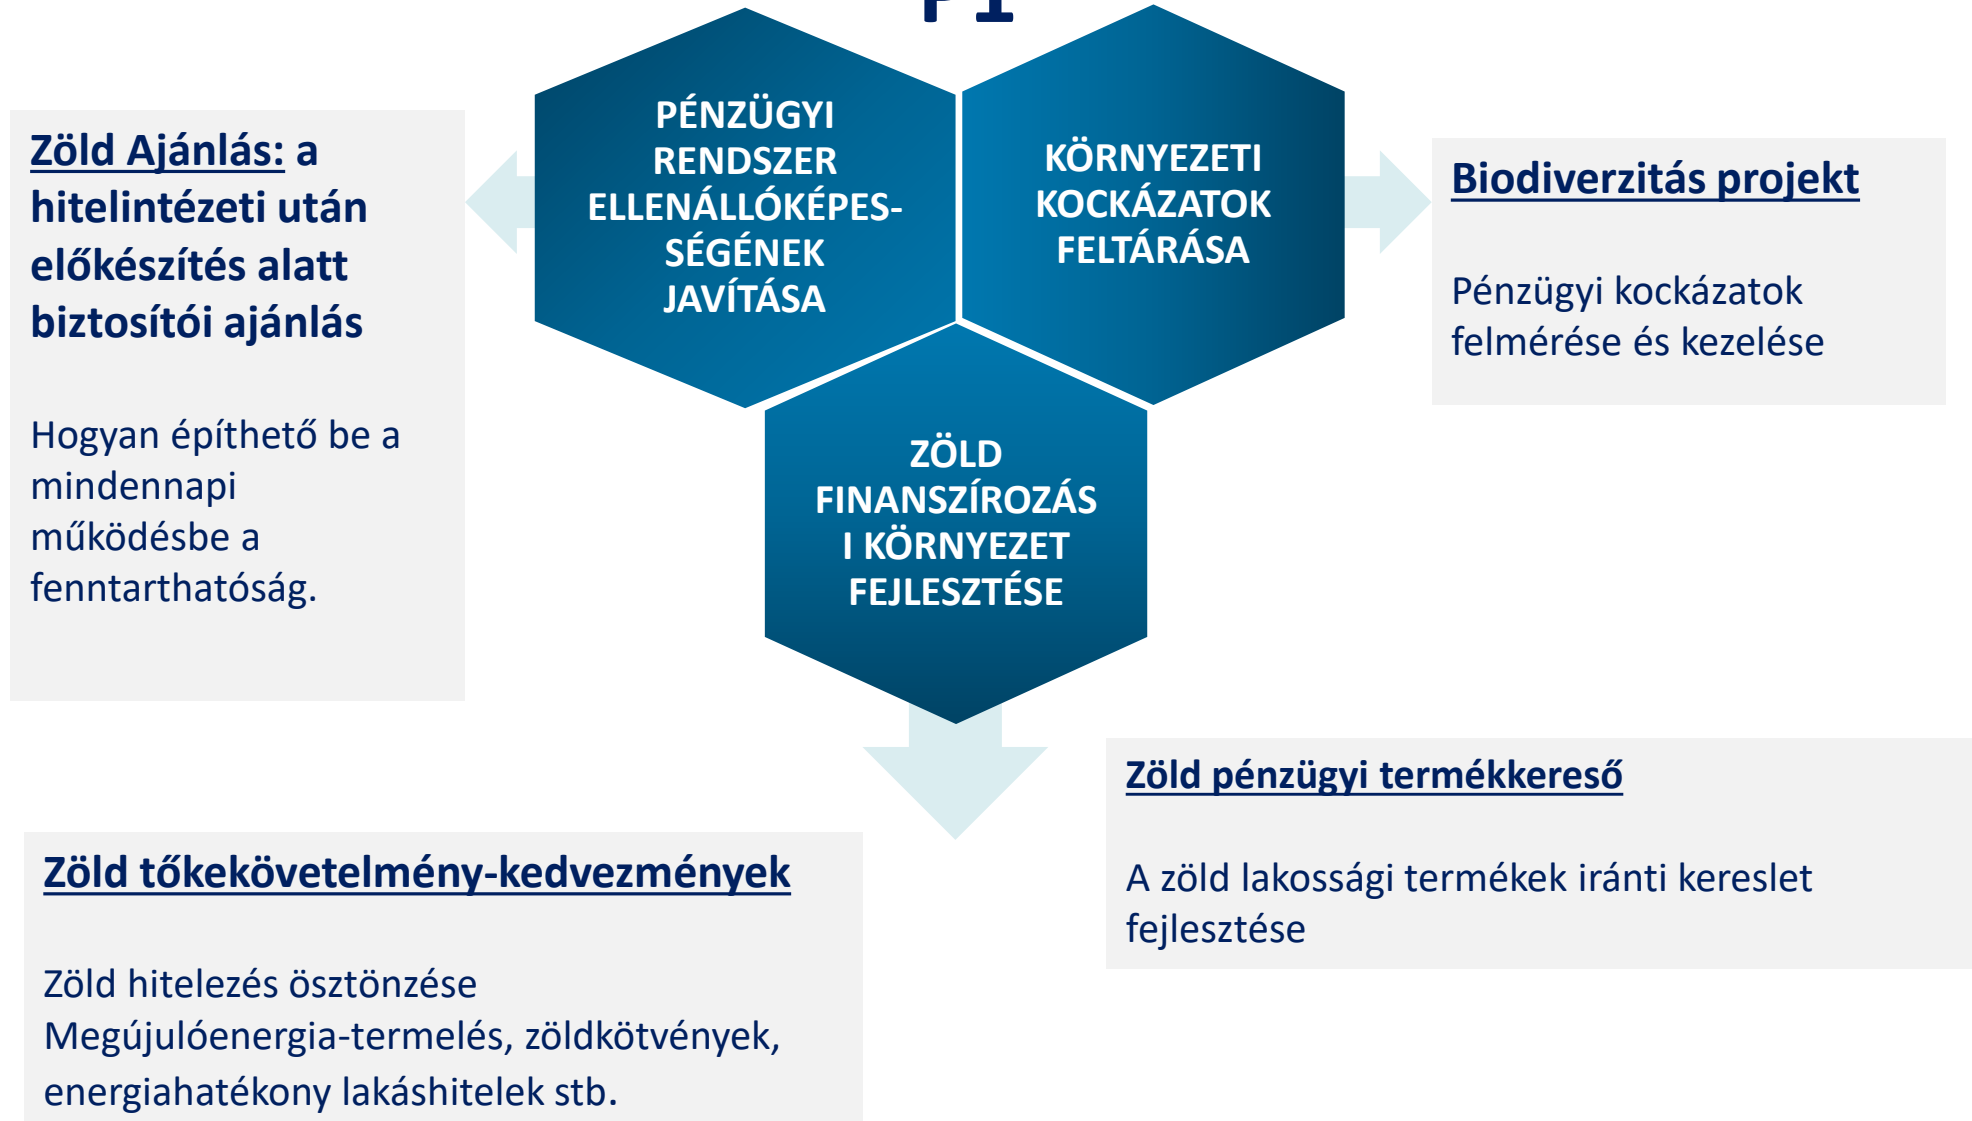 PÉNZÜGYI
RENDSZER
ELLENÁLLÓKÉPES-
SÉGÉNEK
JAVÍTÁSA
KÖRNYEZETI
KOCKÁZATOK
FELTÁRÁSA
ZÖLD
FINANSZÍROZÁS
I KÖRNYEZET
FEJLESZTÉSE
Zöld Ajánlás: a
hitelintézeti után
előkészítés alatt
biztosítói ajánlás
Hogyan építhető be a
mindennapi
működésbe a
fenntarthatóság.
Biodiverzitás projekt
Pénzügyi kockázatok
felmérése és kezelése
Zöld tőkekövetelmény-kedvezmények
Zöld hitelezés ösztönzése
Megújulóenergia-termelés, zöldkötvények,
energiahatékony lakáshitelek stb.
Zöld pénzügyi termékkereső
A zöld lakossági termékek iránti kereslet
fejlesztése